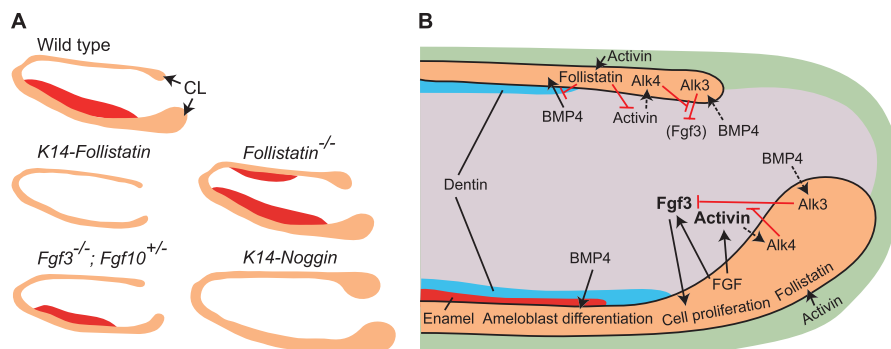 A
Wild type
CL
K14-Follistatin
Follistatin-/-
Fgf3-/-; Fgf10+/-
K14-Noggin
B
Activin
Follistatin
Alk4
Alk3
BMP4
Activin
(Fgf3)
BMP4
BMP4
Dentin
Fgf3
Alk3
Activin
Alk4
BMP4
FGF
Follistatin
Enamel
Ameloblast differentiation
Cell proliferation
Activin